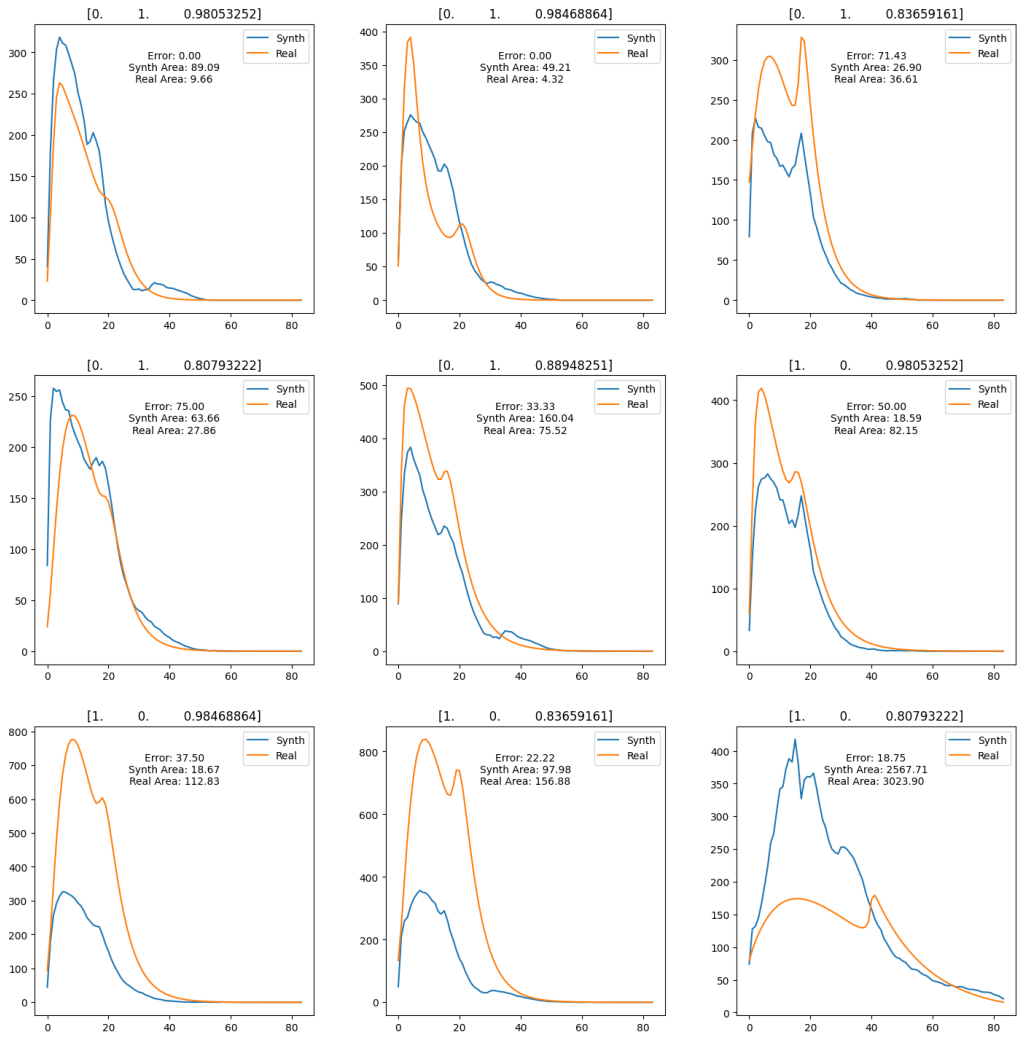 [0. 1. 0.98053252]
Synth
Real
Error: 0.00
Synth Area: 89.09
Real Area: 9.66
300
250
200
150
100
50
0
0 20 40 60 80
[0. 1. 0.98468864]
Synth
Real
Error: 0.00
Synth Area: 49.21
Real Area: 4.32
400
350
300
250
200
150
100
50
0
0 20 40 60 80
[0. 1. 0.83659161]
Synth
Real
Error: 71.43
Synth Area: 26.90
Real Area: 36.61
300
250
200
150
100
50
0
0 20 40 60 80
[0. 1. 0.80793222]
Synth
Real
Error: 75.00
Synth Area: 63.66
Real Area: 27.86
250
200
150
100
50
0
0 20 40 60 80
[0. 1. 0.88948251]
Synth
Real
Error: 33.33
Synth Area: 160.04
Real Area: 75.52
500
400
300
200
100
0
0 20 40 60 80
[1. 0. 0.98053252]
Synth
Real
Error: 50.00
Synth Area: 18.59
Real Area: 82.15
400
300
200
100
0
0 20 40 60 80
[1. 0. 0.98468864]
Synth
Real
Error: 37.50
Synth Area: 18.67
Real Area: 112.83
800
700
600
500
400
300
200
100
0
0 20 40 60 80
[1. 0. 0.83659161]
Synth
Real
Error: 22.22
Synth Area: 97.98
Real Area: 156.88
800
600
400
200
0
0 20 40 60 80
[1. 0. 0.80793222]
Synth
Real
Error: 18.75
Synth Area: 2567.71
Real Area: 3023.90
400
350
300
250
200
150
100
50
0
0 20 40 60 80